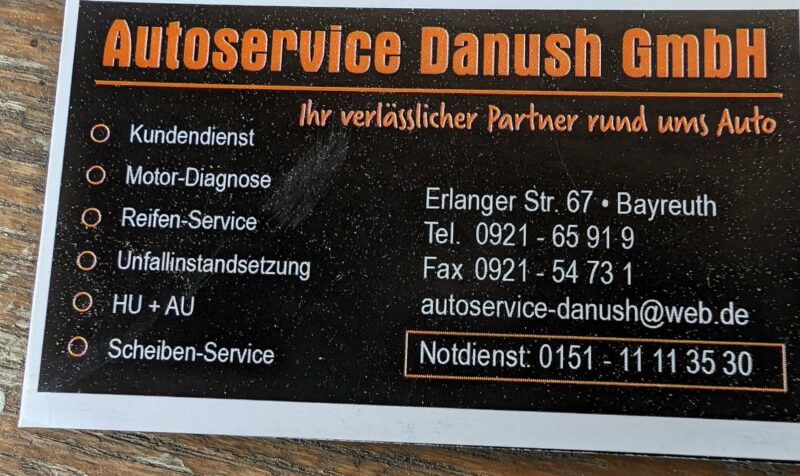 Autoservice Danush GmbH
Ihr verlässlicher Partner rund ums Auto
Kundendienst
Motor-Diagnose
Reifen-Service
Unfallinstandsetzung
HU + AU
Scheiben-Service
Erlanger Str. 67 • Bayreuth
Tel. 0921 - 65 91 9
Fax 0921 - 54 73 1
autoservice-danush@web.de
Notdienst: 0151 - 11 11 35 30